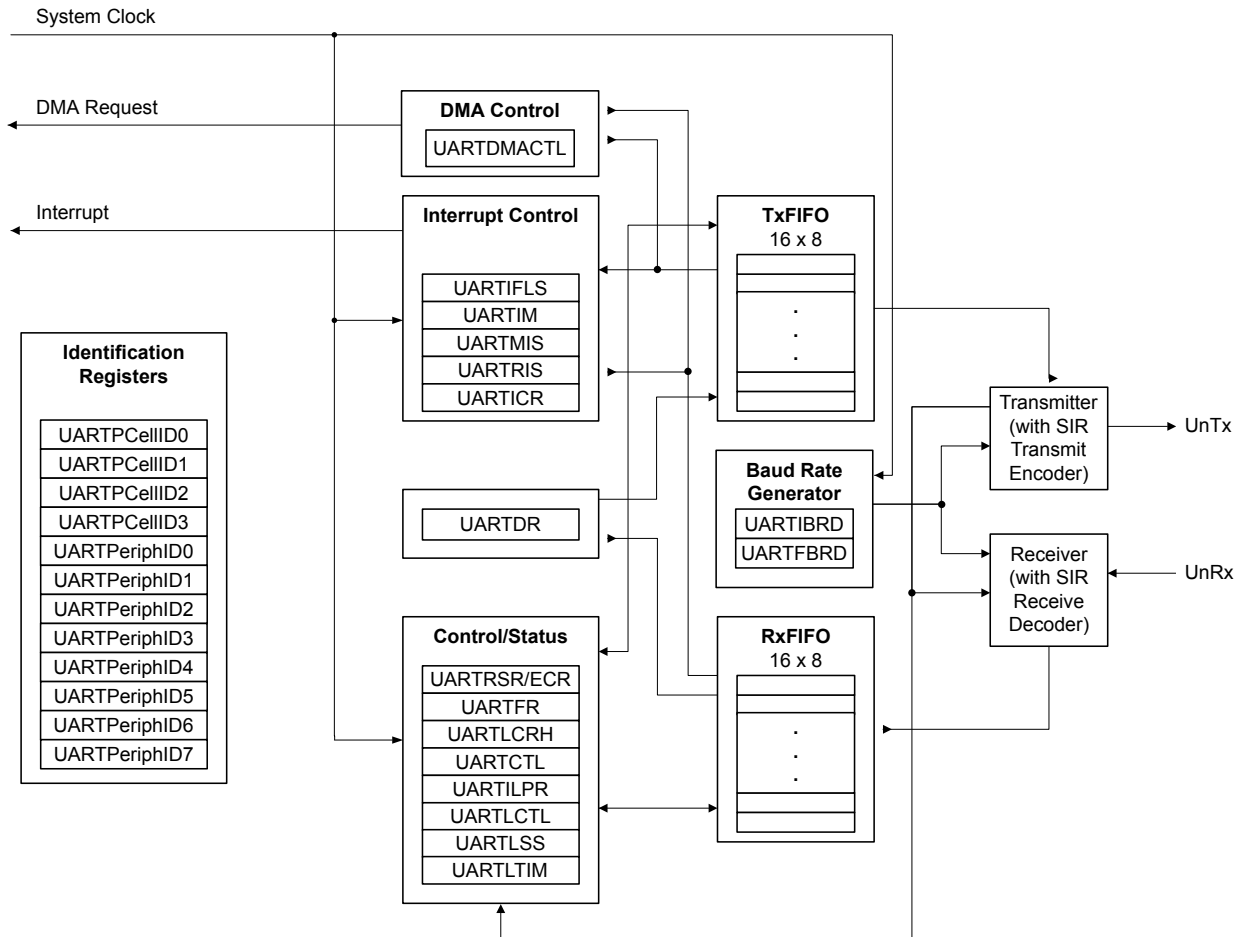 System Clock
DMA Request
DMA Control
UARTDMACTL
Interrupt
Interrupt Control
UARTIFLS
UARTIM
UARTMIS
UARTRIS
UARTICR
TxFIFO
16 x 8
.
.
.
Identification
Registers
UARTPCellID0
UARTPCellID1
UARTPCellID2
UARTPCellID3
UARTPeriphID0
UARTPeriphID1
UARTPeriphID2
UARTPeriphID3
UARTPeriphID4
UARTPeriphID5
UARTPeriphID6
UARTPeriphID7
UARTDR
Baud Rate
Generator
UARTIBRD
UARTFBRD
Transmitter
(with SIR
Transmit
Encoder)
UnTx
Receiver
(with SIR
Receive
Decoder)
UnRx
Control/Status
UARTRSR/ECR
UARTFR
UARTLCRH
UARTCTL
UARTILPR
UARTLCTL
UARTLSS
UARTLTIM
RxFIFO
16 x 8
.
.
.